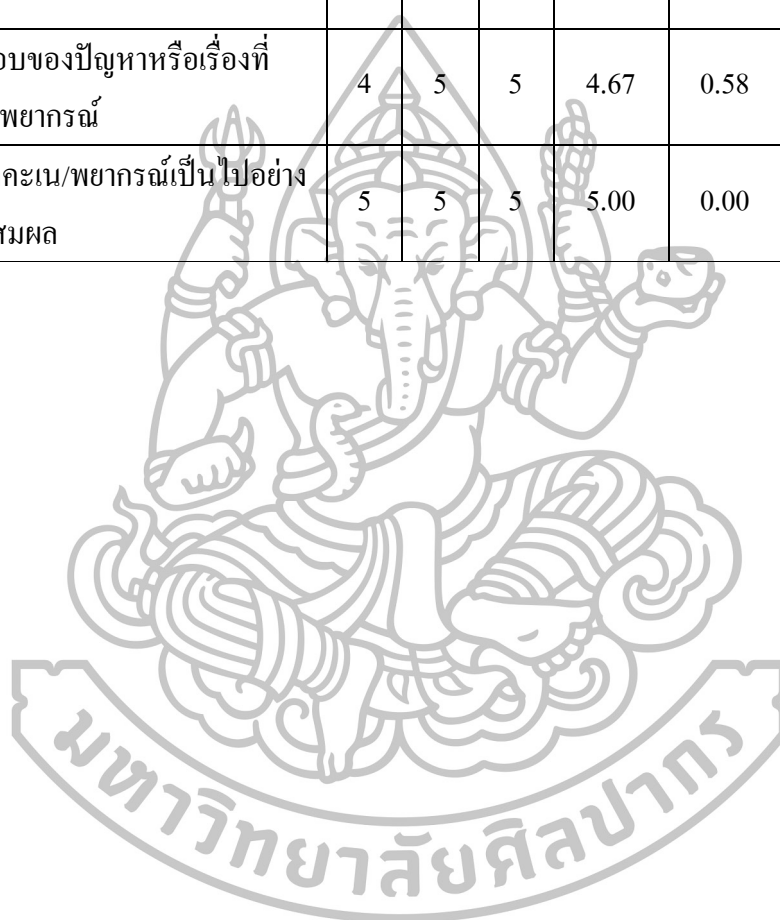 อบของปัญหาหรือเรื่องที่
พยากรณ์
4 5 5 4.67 0.58
คะเน/พยากรณ์เป็นไปอย่าง
สมผล
5 5 5 5.00 0.00
มหาวิทยาลัยศิลปากร